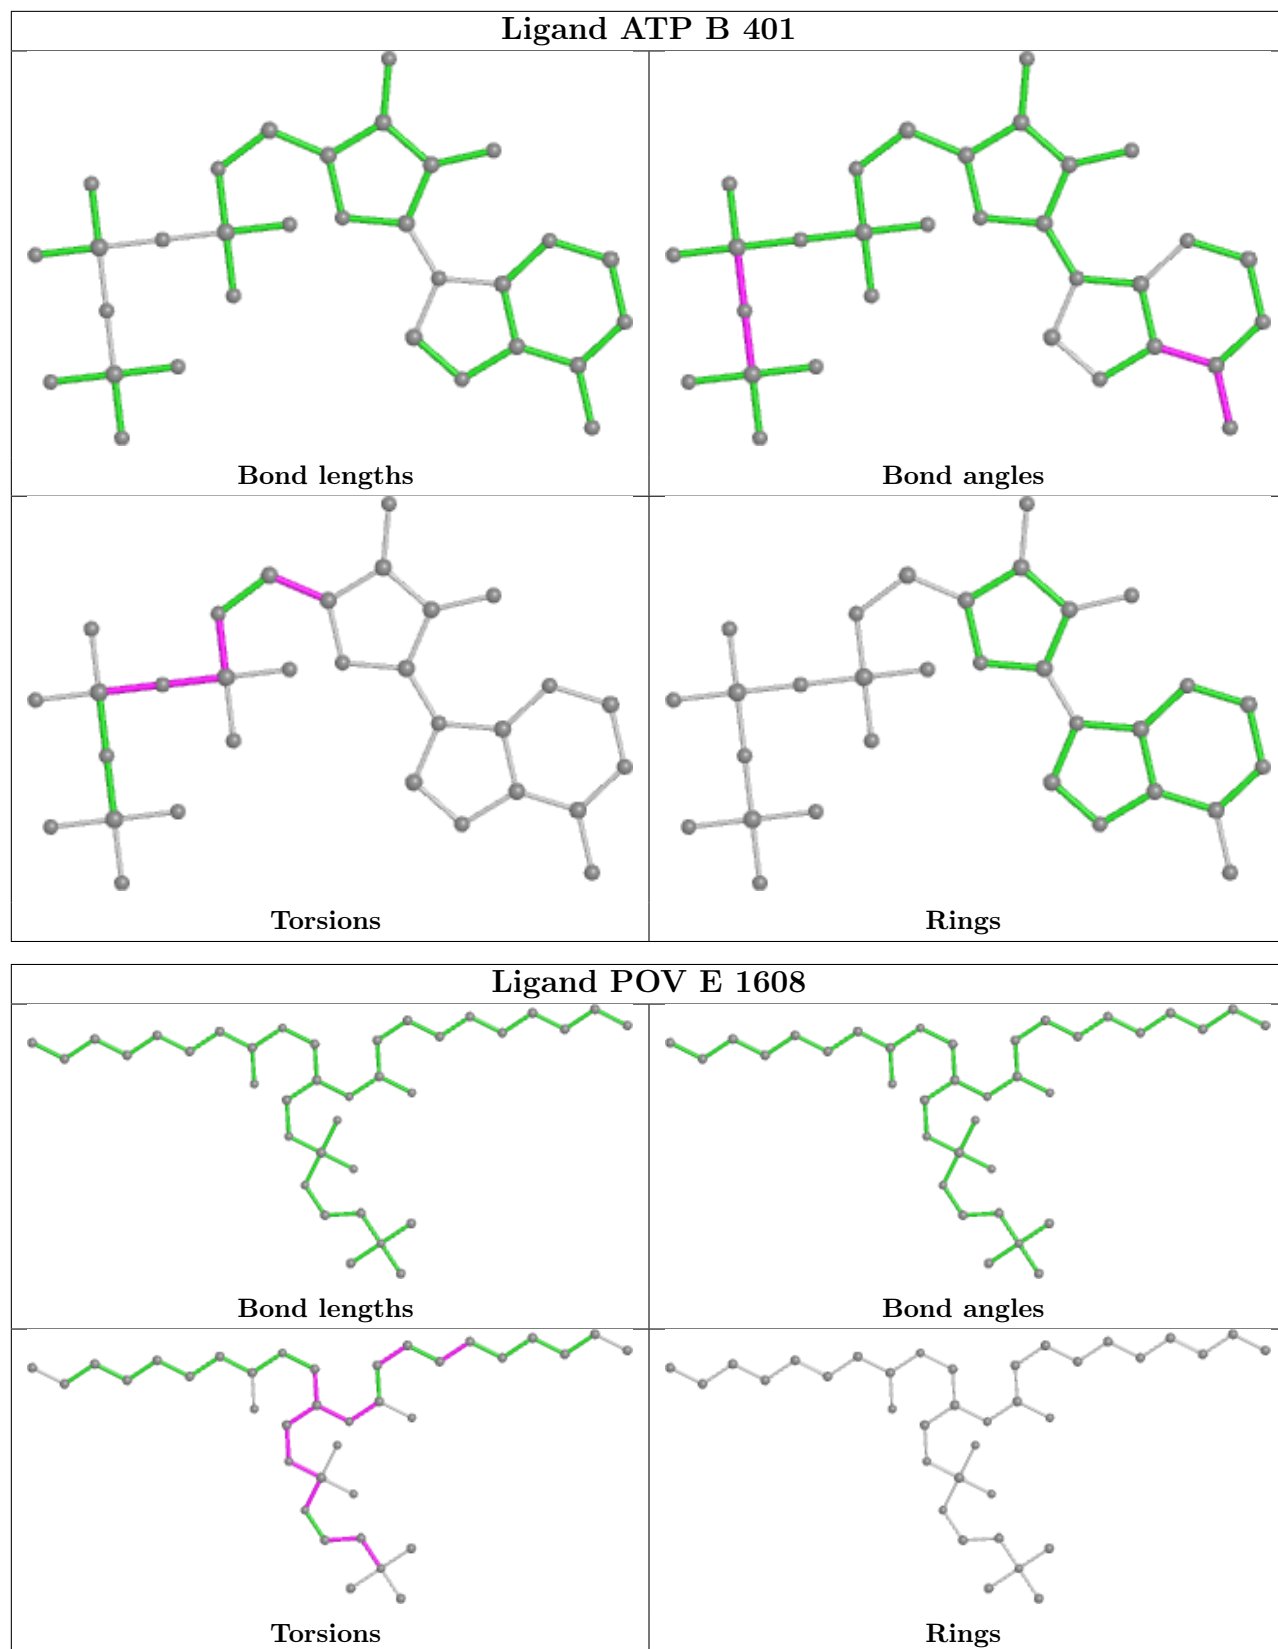 Ligand ATP B 401
Bond lengths
Bond angles
Torsions
Rings
Ligand POV E 1608
Bond lengths
Bond angles
Torsions
Rings